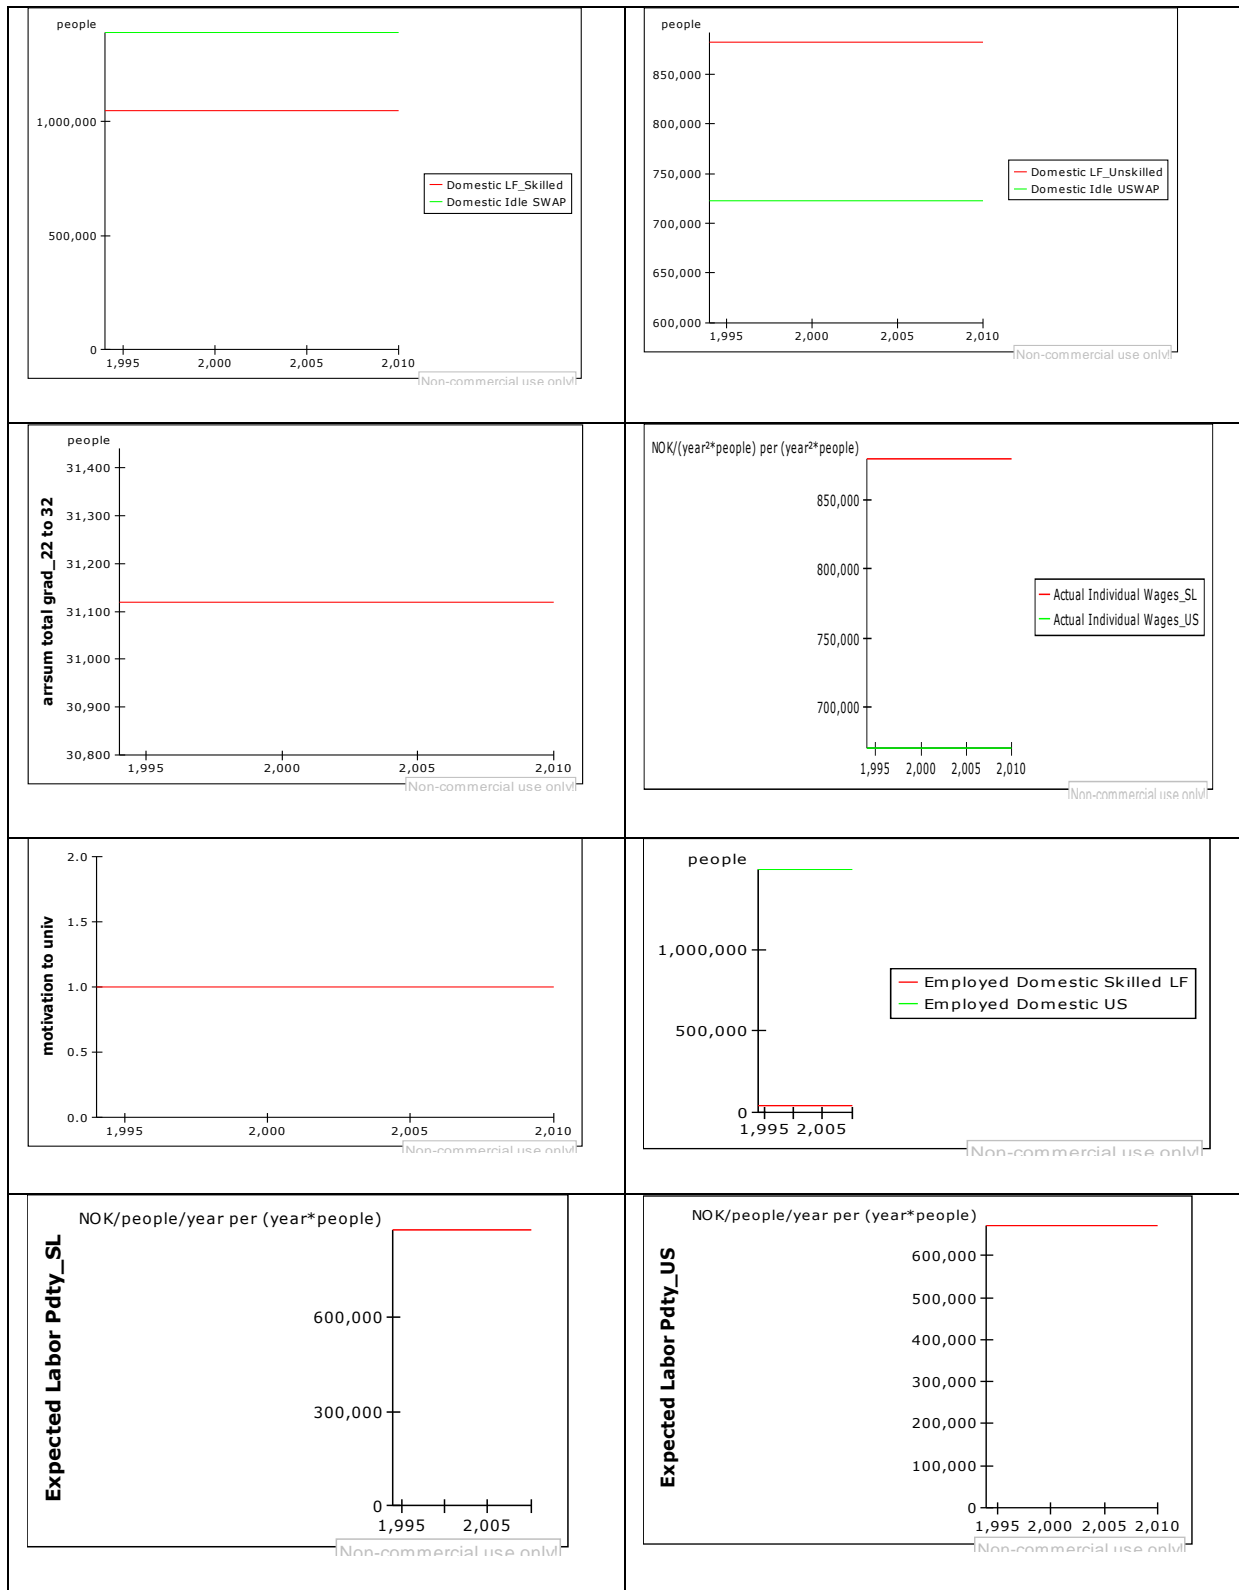 people
1,000,000
500,000
0
1,995 2,000 2,005 2,010
Domestic LF_Skilled
Domestic Idle SWAP
Non-commercial use only!
people
850,000
800,000
750,000
700,000
650,000
600,000
1,995 2,000 2,005 2,010
Domestic LF_Unskilled
Domestic Idle USWAP
Non-commercial use only!
people
arrsum total grad_22 to 32
31,400
31,300
31,200
31,100
31,000
30,900
30,800
1,995 2,000 2,005 2,010
Non-commercial use only!
NOK/(year²*people) per (year²*people)
850,000
800,000
750,000
700,000
1,995 2,000 2,005 2,010
Actual Individual Wages_SL
Actual Individual Wages_US
Non-commercial use only!
motivation to univ
2.0
1.5
1.0
0.5
0.0
1,995 2,000 2,005 2,010
Non-commercial use only!
people
1,000,000
500,000
0
1,995 2,005
Employed Domestic Skilled LF
Employed Domestic US
Non-commercial use only!
NOK/people/year per (year*people)
Expected Labor Pdty_SL
600,000
300,000
0
1,995 2,005
Non-commercial use only!
NOK/people/year per (year*people)
Expected Labor Pdty_US
600,000
500,000
400,000
300,000
200,000
100,000
0
1,995 2,000 2,005 2,010
Non-commercial use only!